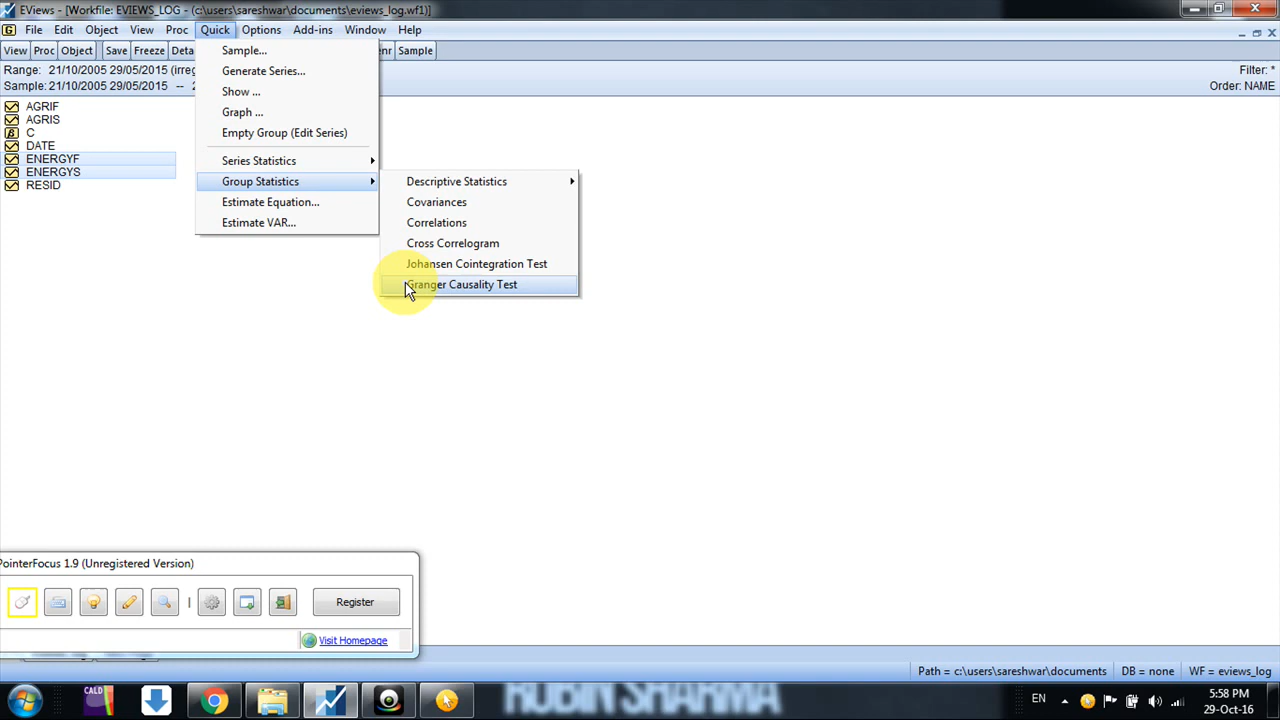 EViews - [Workfile: EVIEWS_LOG - (c:\users\sareshwar\documents\eviews_log.wf1)]
File Edit Object View Proc Quick Options Add-ins Window Help
View Proc Object Save Freeze Sample
Range: 21/10/2005 29/05/2015 Filter: *
Sample: 21/10/2005 29/05/2015 -- Order: NAME
AGRIF
AGRIS
C
DATE
ENERGYF
ENERGYS
RESID
Sample...
Generate Series...
Show ...
Graph ...
Empty Group (Edit Series)
Series Statistics
Group Statistics
Estimate Equation...
Estimate VAR...
Descriptive Statistics
Covariances
Correlations
Cross Correlogram
Johansen Cointegration Test
Granger Causality Test
PointerFocus 1.9 (Unregistered Version)
Register
Visit Homepage
Path = c:\users\sareshwar\documents DB = none WF = eviews_log
CALD
EN
5:58 PM
29-Oct-16